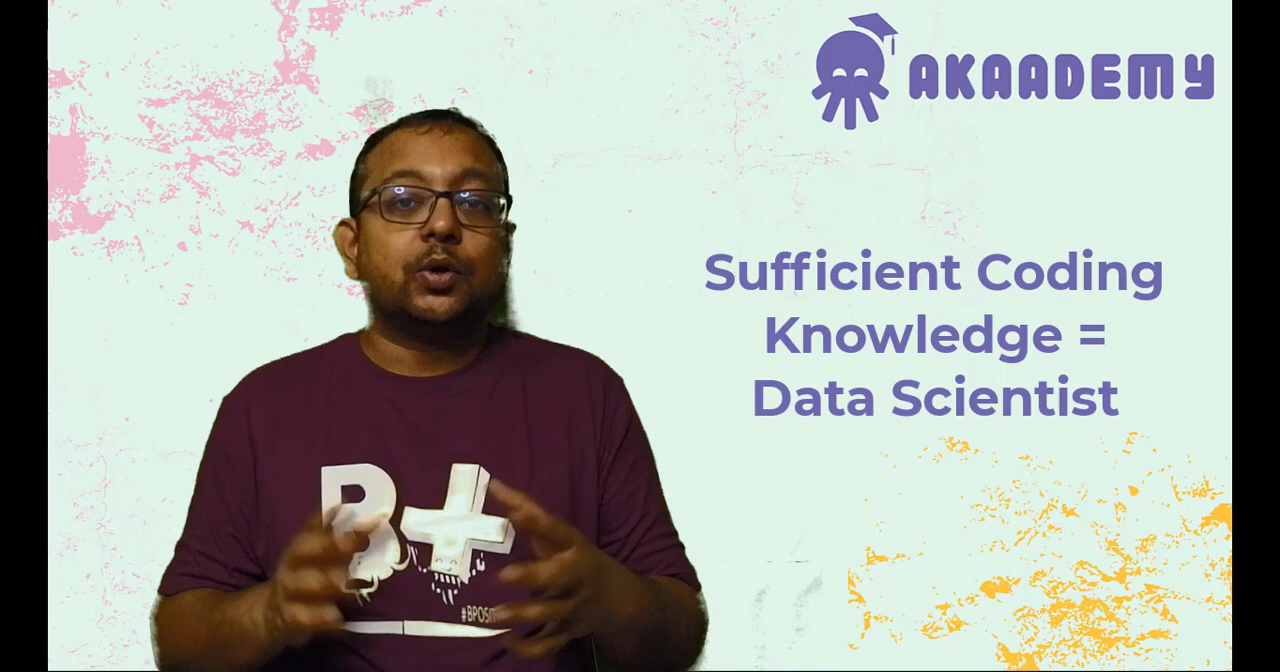 AKAADEMY
Sufficient Coding
Knowledge =
Data Scientist
B+